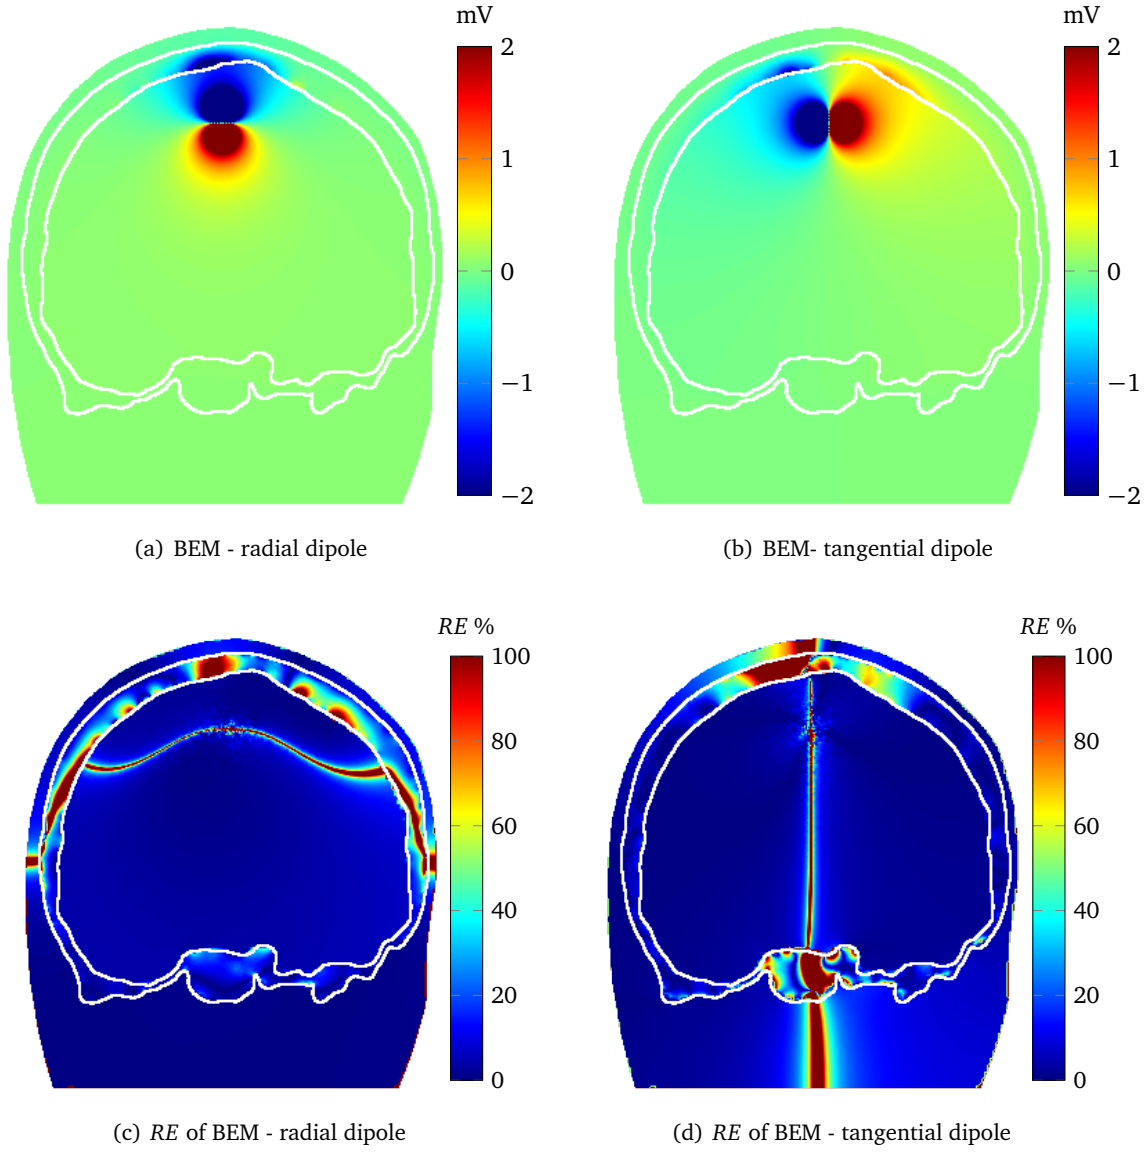 mV
2
1
0
−1
−2
(a) BEM - radial dipole
mV
2
1
0
−1
−2
(b) BEM- tangential dipole
RE %
100
80
60
40
20
0
(c) RE of BEM - radial dipole
RE %
100
80
60
40
20
0
(d) RE of BEM - tangential dipole